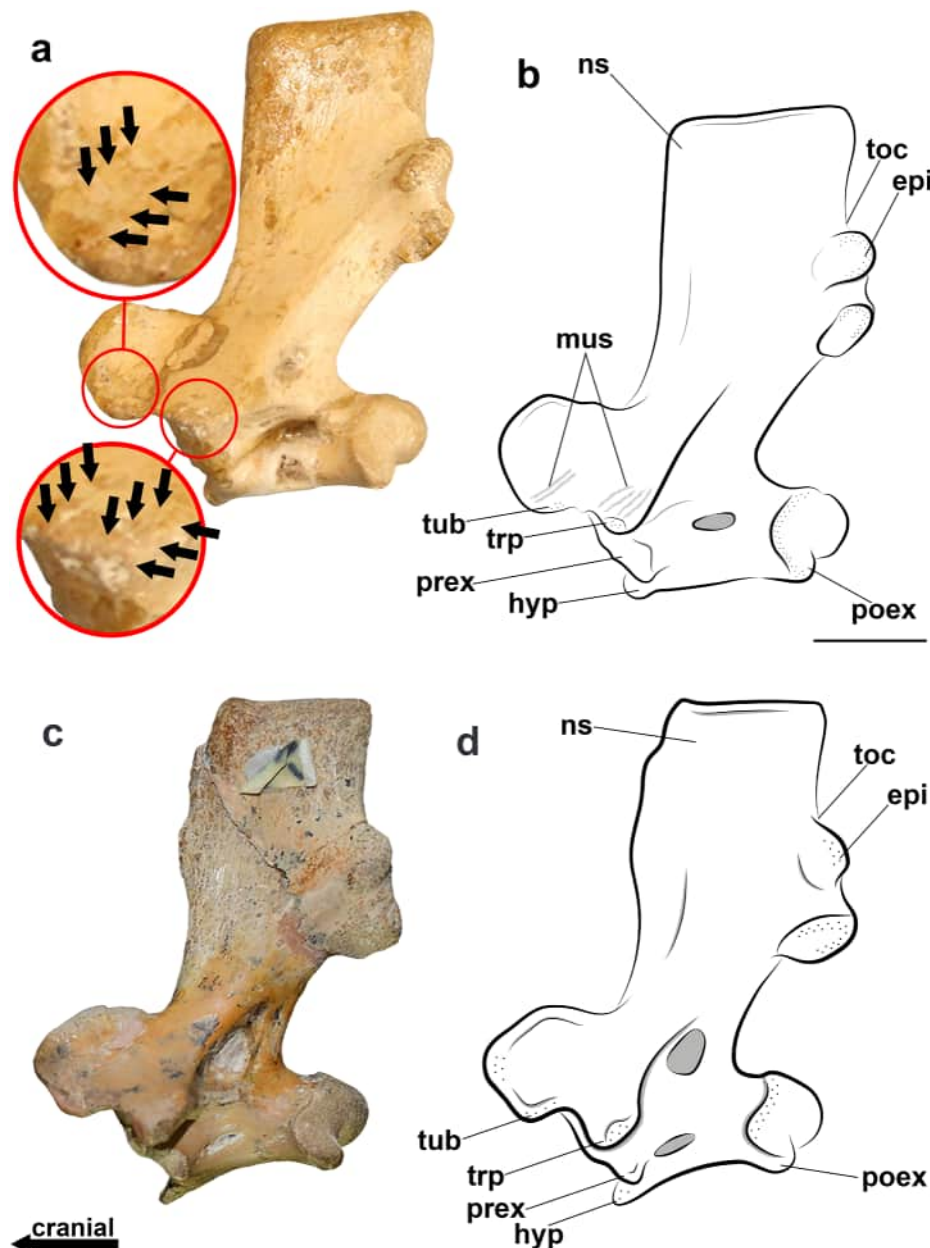 a
b
ns
toc
epi
mus
tub
trp
prex
hyp
poex
c
d
ns
toc
epi
tub
trp
prex
hyp
poex
cranial